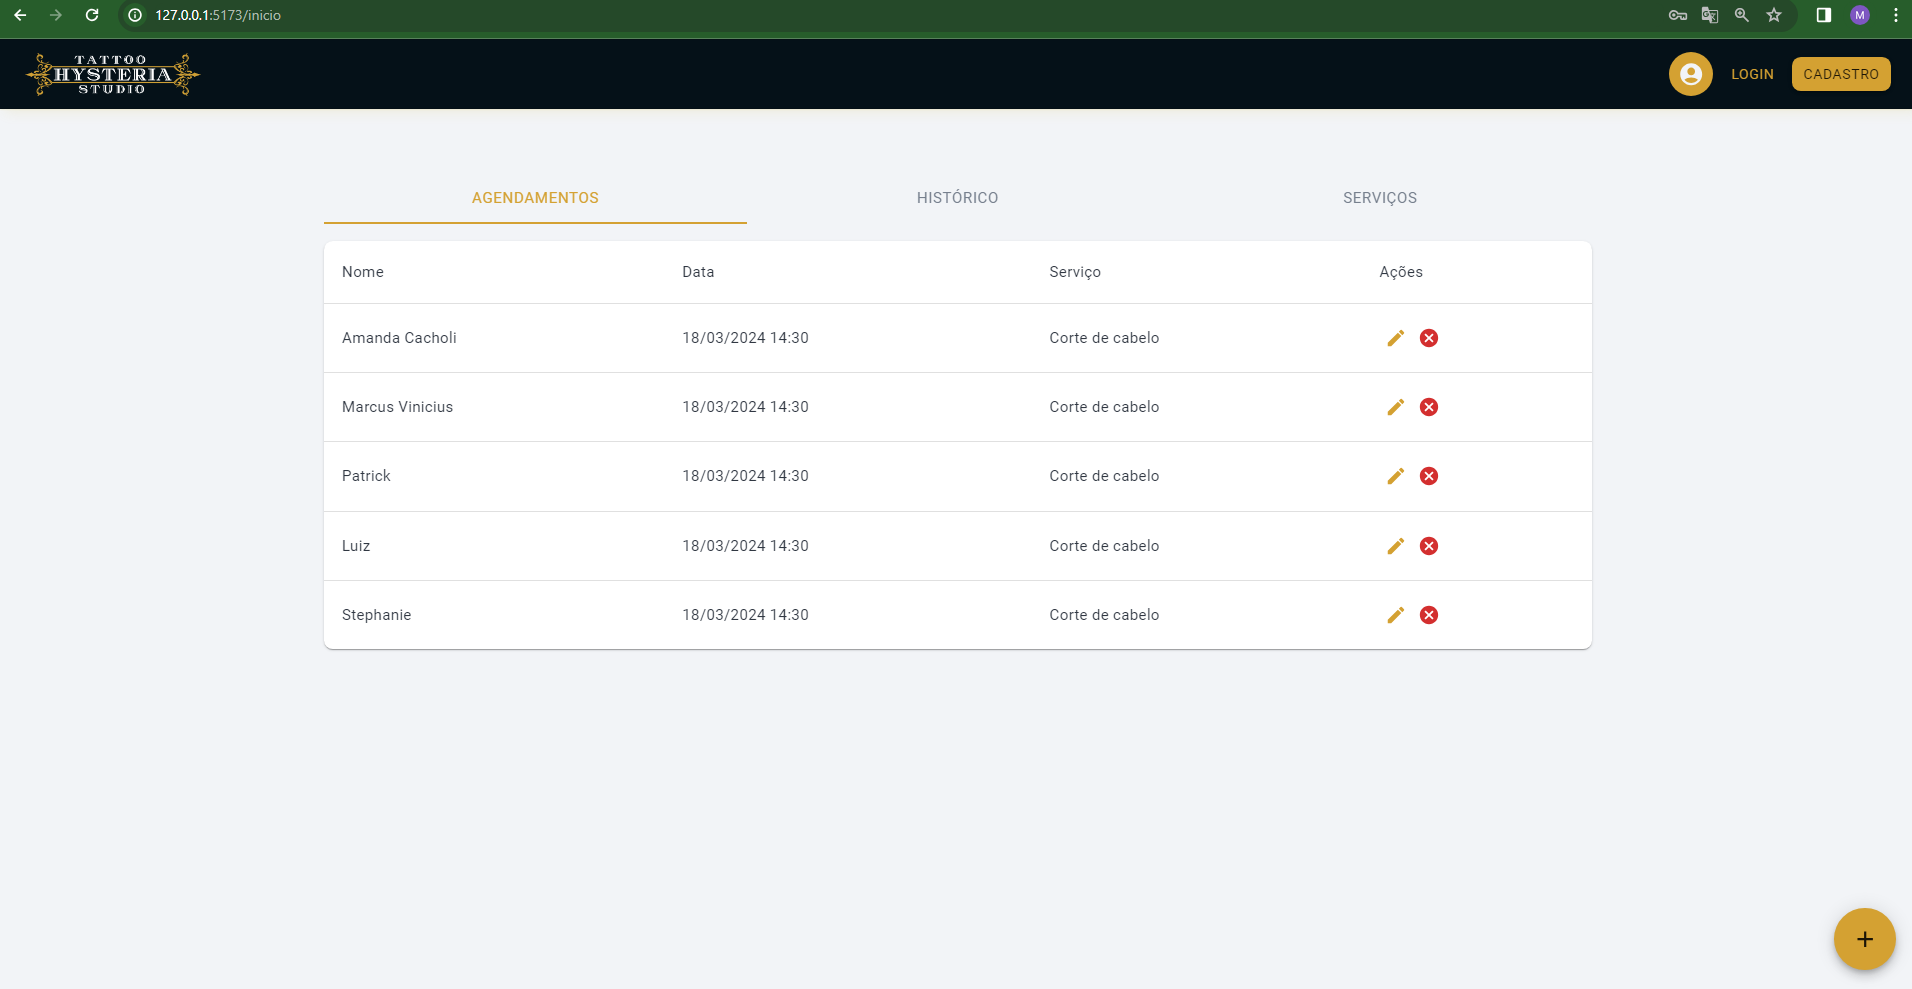 127.0.0.1:5173/inicio
M
TATTOO
HYSTERIA
STUDIO
LOGIN
CADASTRO
AGENDAMENTOS HISTÓRICO SERVIÇOS
Nome Data Serviço Ações
Amanda Cacholi 18/03/2024 14:30 Corte de cabelo
Marcus Vinicius 18/03/2024 14:30 Corte de cabelo
Patrick 18/03/2024 14:30 Corte de cabelo
Luiz 18/03/2024 14:30 Corte de cabelo
Stephanie 18/03/2024 14:30 Corte de cabelo
+